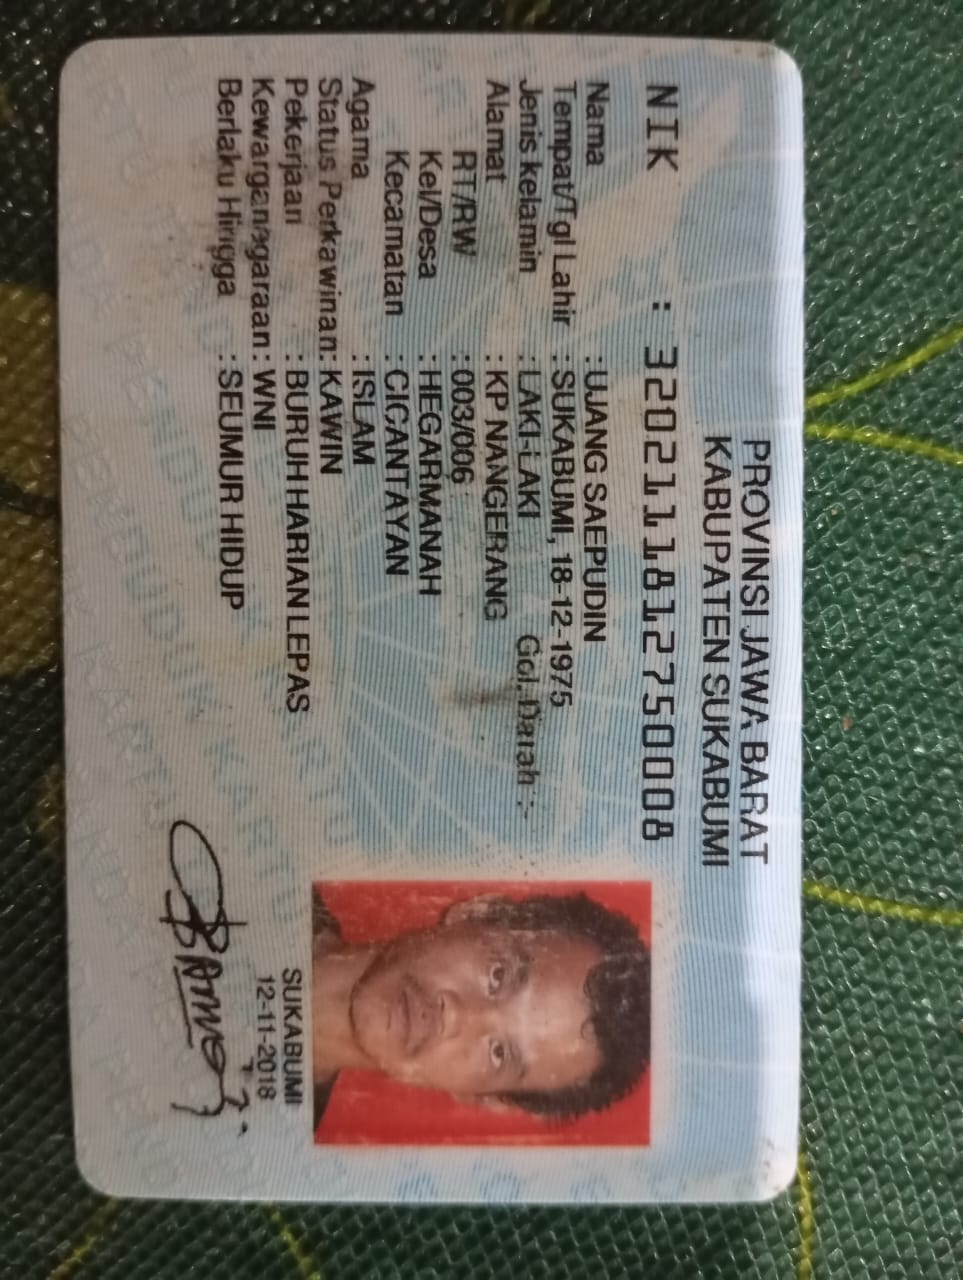 PROVINSI JAWA BARAT
KABUPATEN SUKABUMI
NIK : 3202111812750008
Nama : UJANG SAEPUDIN
Tempat/Tgl Lahir : SUKABUMI, 18-12-1975
Jenis kelamin : LAKI-LAKI Gol. Darah : -
Alamat : KP NANGERANG
RT/RW : 003/006
Kel/Desa : HEGARMANAH
Kecamatan : CICANTAYAN
Agama : ISLAM
Status Perkawinan: KAWIN
Pekerjaan : BURUH HARIAN LEPAS
Kewarganegaraan: WNI
Berlaku Hingga : SEUMUR HIDUP
SUKABUMI
12-11-2018